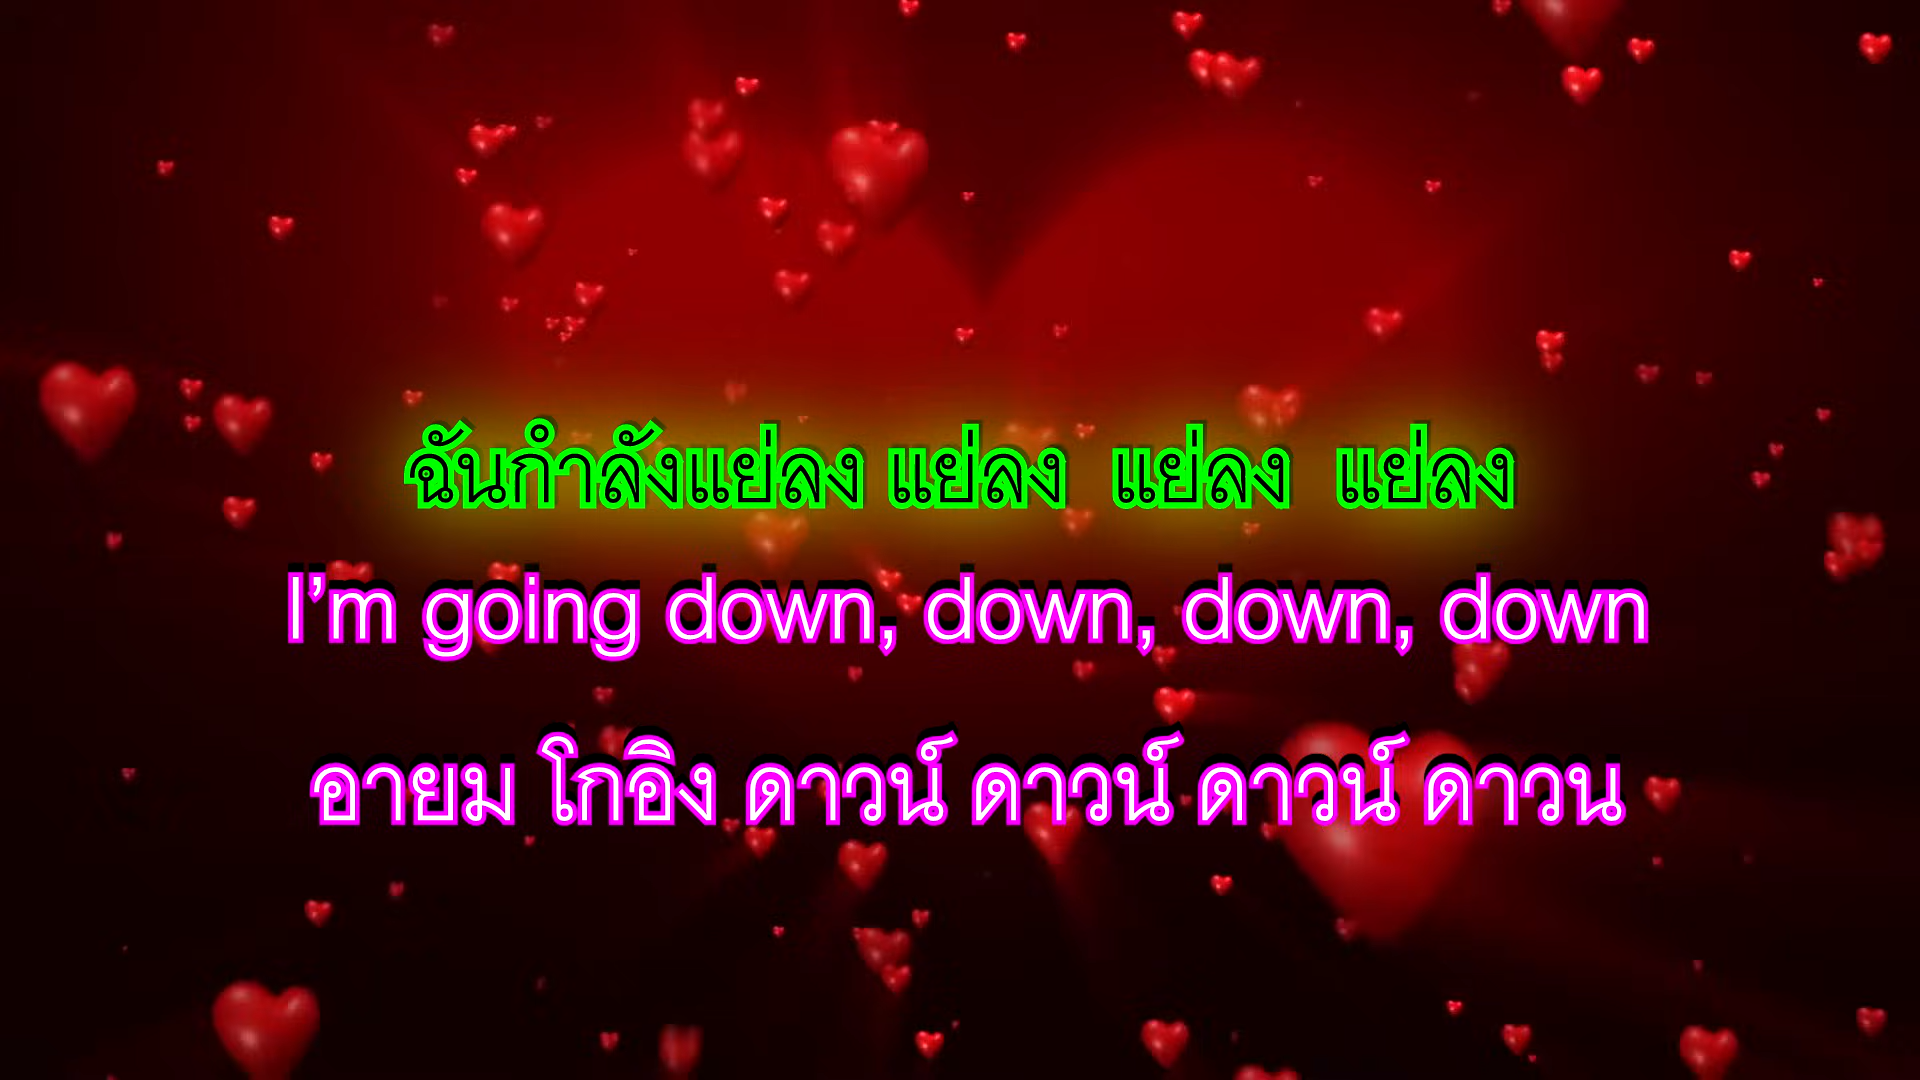 ฉันกำลังแย่ลง แย่ลง แย่ลง แย่ลง
I'm going down, down, down, down
อายม โกอิง ดาวน์ ดาวน์ ดาวน์ ดาวน